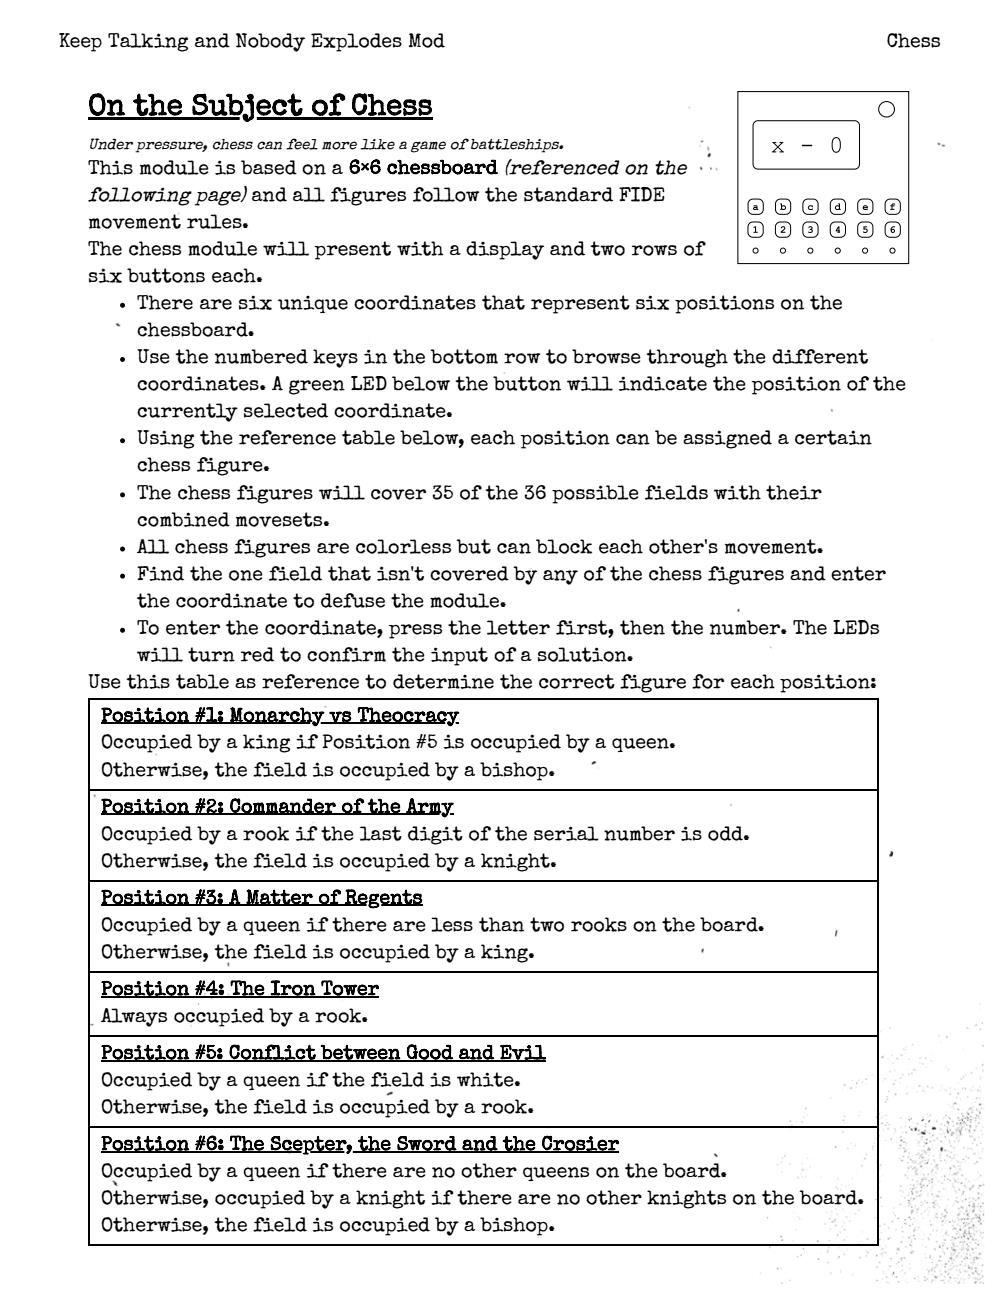 Keep Talking and Nobody Explodes Mod
Chess
On the Subject of Chess
Under pressure, chess can feel more like a game of battleships.
This module is based on a 6×6 chessboard (referenced on the
following page) and all figures follow the standard FIDE
movement rules.
The chess module will present with a display and two rows of
six buttons each.
x - 0
a b c d e f
1 2 3 4 5 6
• There are six unique coordinates that represent six positions on the
chessboard.
• Use the numbered keys in the bottom row to browse through the different
coordinates. A green LED below the button will indicate the position of the
currently selected coordinate.
• Using the reference table below, each position can be assigned a certain
chess figure.
• The chess figures will cover 35 of the 36 possible fields with their
combined movesets.
• All chess figures are colorless but can block each other's movement.
• Find the one field that isn't covered by any of the chess figures and enter
the coordinate to defuse the module.
• To enter the coordinate, press the letter first, then the number. The LEDs
will turn red to confirm the input of a solution.
Use this table as reference to determine the correct figure for each position:
Position #1: Monarchy vs Theocracy
Occupied by a king if Position #5 is occupied by a queen.
Otherwise, the field is occupied by a bishop.
Position #2: Commander of the Army
Occupied by a rook if the last digit of the serial number is odd.
Otherwise, the field is occupied by a knight.
Position #3: A Matter of Regents
Occupied by a queen if there are less than two rooks on the board.
Otherwise, the field is occupied by a king.
Position #4: The Iron Tower
Always occupied by a rook.
Position #5: Conflict between Good and Evil
Occupied by a queen if the field is white.
Otherwise, the field is occupied by a rook.
Position #6: The Scepter, the Sword and the Crosier
Occupied by a queen if there are no other queens on the board.
Otherwise, occupied by a knight if there are no other knights on the board.
Otherwise, the field is occupied by a bishop.